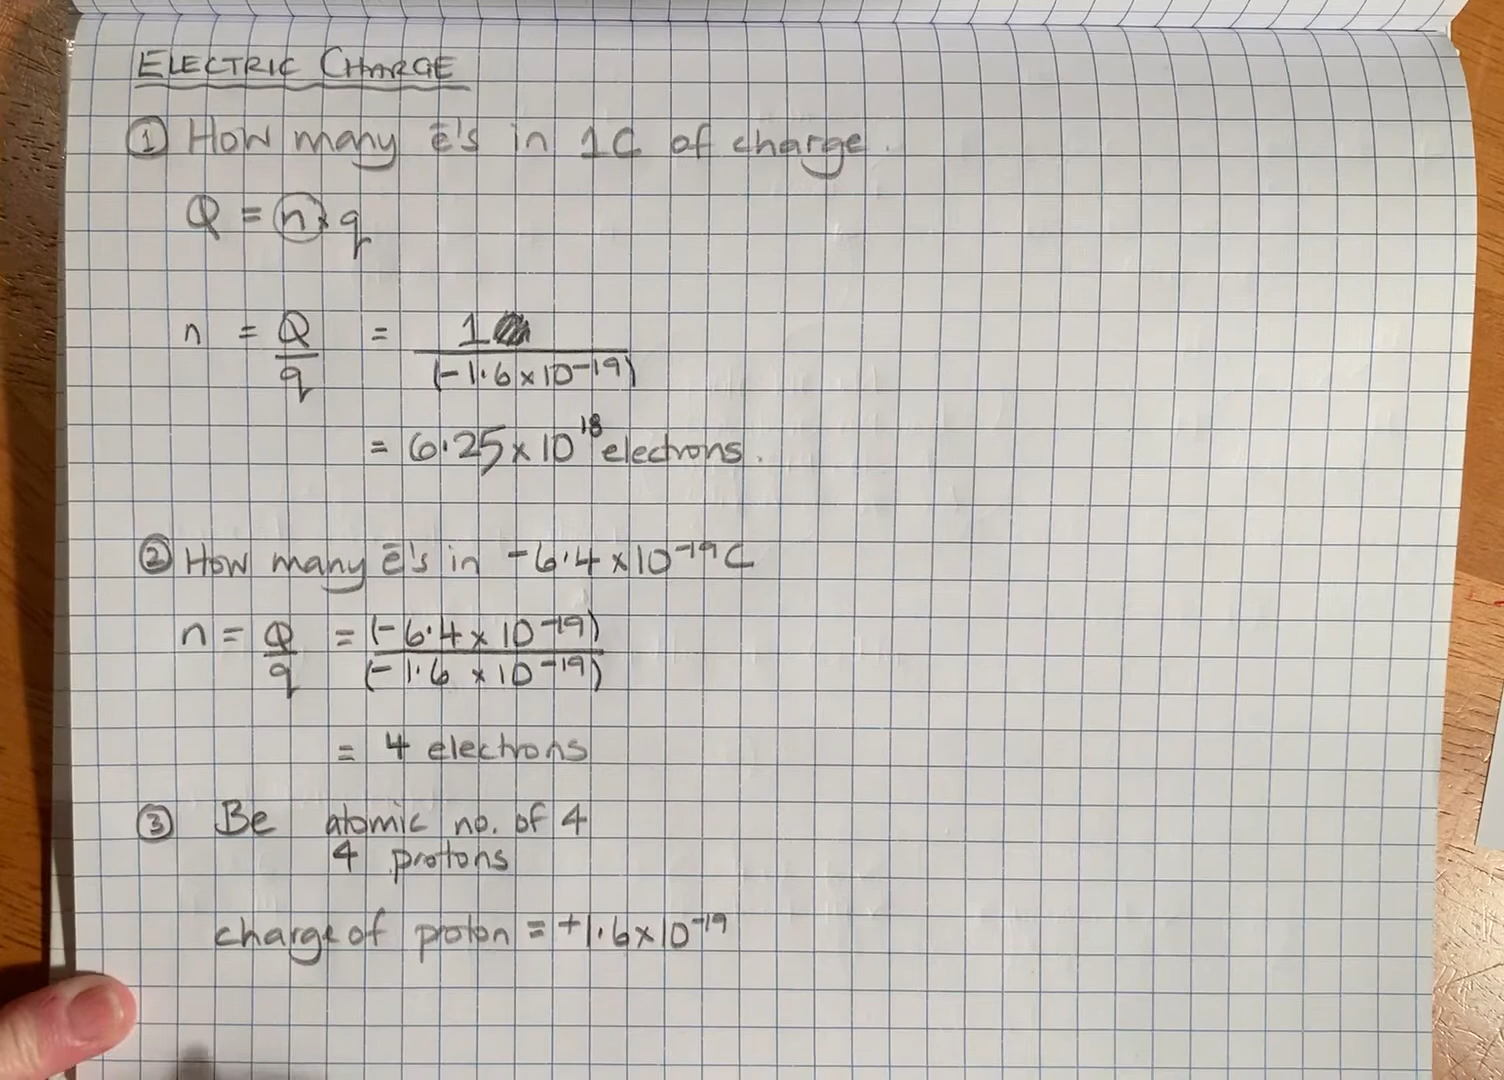 ELECTRIC CHARGE
① How many ē's in 1C of charge.
Q = n × q
n = Q/q = 1/(-1.6 × 10⁻¹⁹)
= 6.25 × 10¹⁸ electrons.
② How many ē's in -6.4 × 10⁻¹⁹ C
n = Q/q = (-6.4 × 10⁻¹⁹)/(-1.6 × 10⁻¹⁹)
= 4 electrons
③ Be atomic no. of 4
4 protons
charge of proton = +1.6 × 10⁻¹⁹